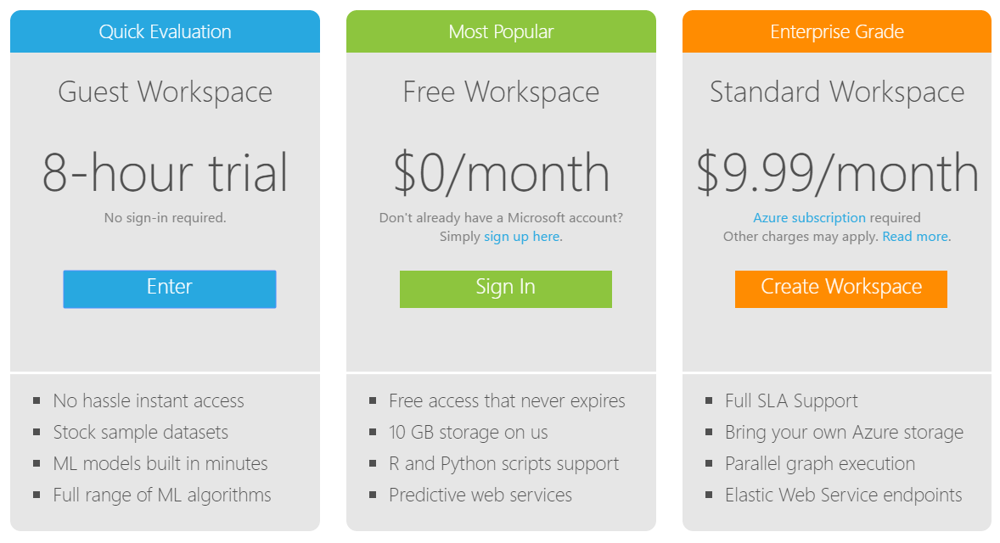 Quick Evaluation
Guest Workspace
8-hour trial
No sign-in required.
Enter
No hassle instant access
Stock sample datasets
ML models built in minutes
Full range of ML algorithms
Most Popular
Free Workspace
$0/month
Don't already have a Microsoft account?
Simply sign up here.
Sign In
Free access that never expires
10 GB storage on us
R and Python scripts support
Predictive web services
Enterprise Grade
Standard Workspace
$9.99/month
Azure subscription required
Other charges may apply. Read more.
Create Workspace
Full SLA Support
Bring your own Azure storage
Parallel graph execution
Elastic Web Service endpoints